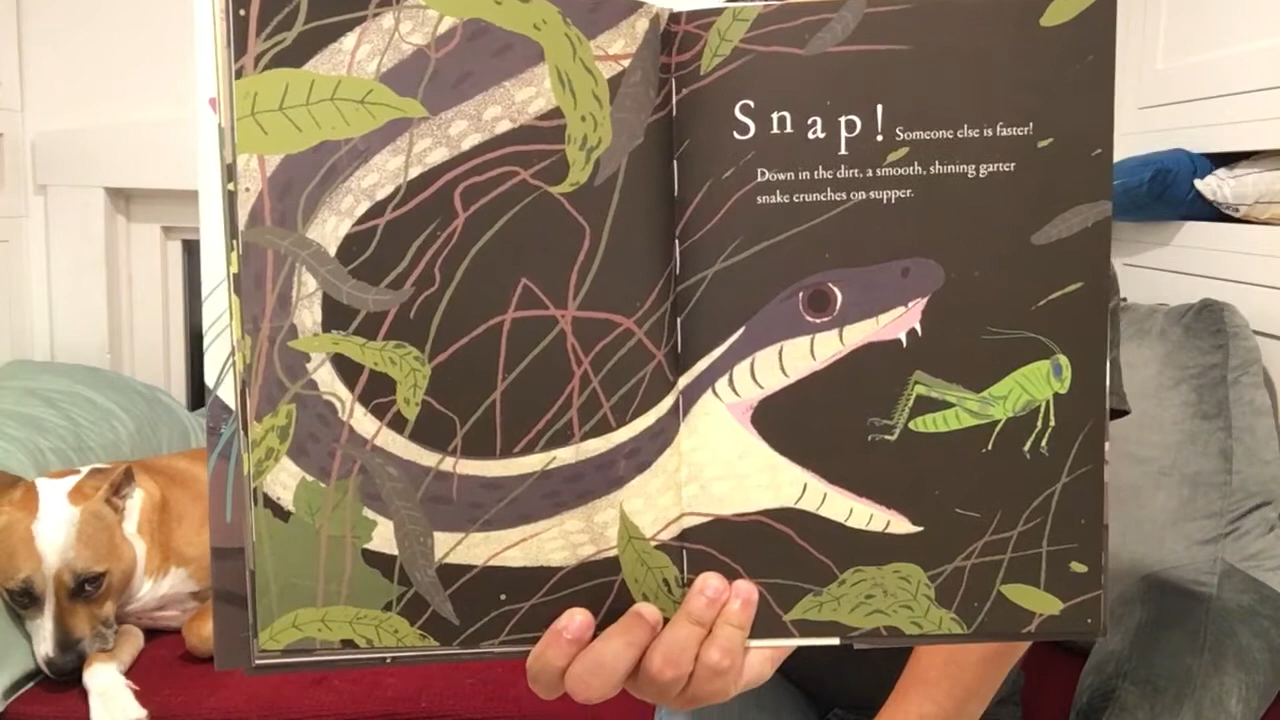 Snap! Someone else is faster!
Down in the dirt, a smooth, shining garter
snake crunches on supper.